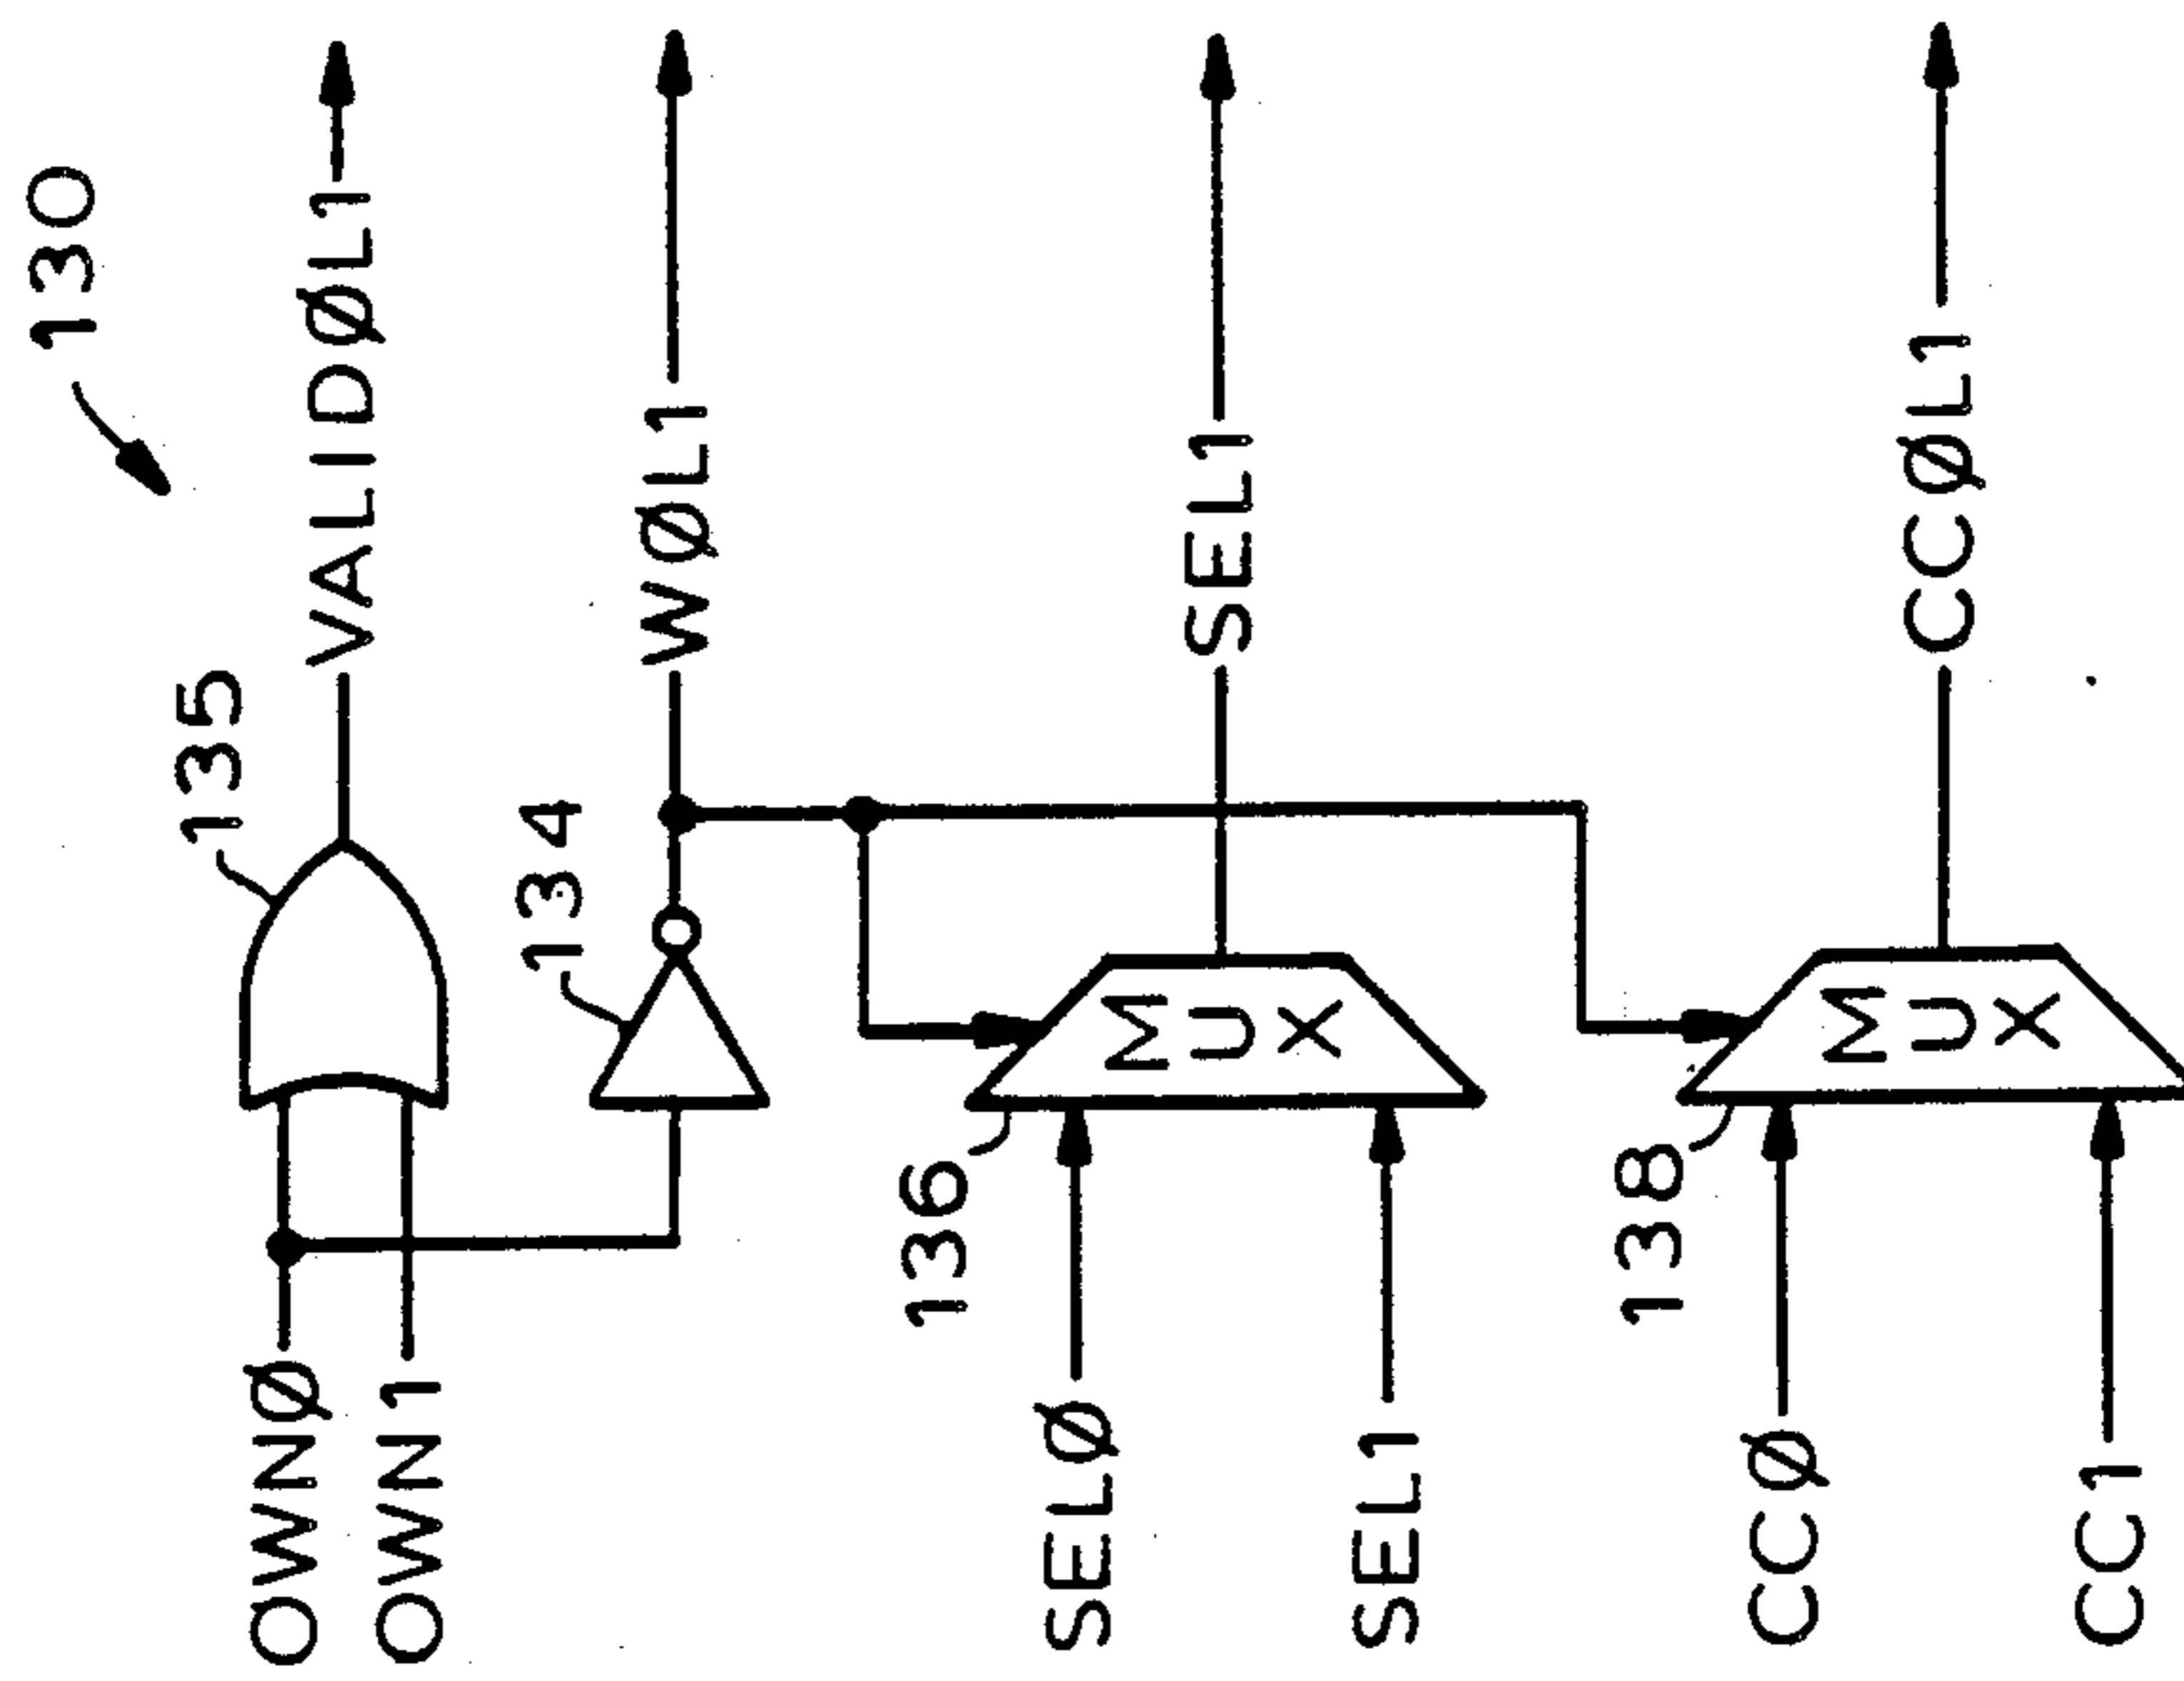 130
135
OWNØ
OWN1
VALIDØL1
134
WØL1
136
SELØ
SEL1
MUX
SEL1
138
CCØ
CC1
MUX
CCØL1